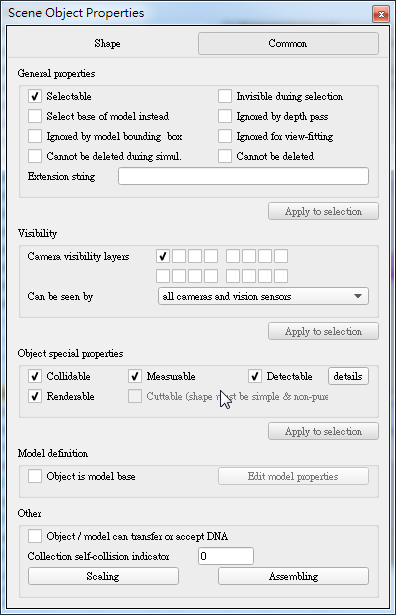 Scene Object Properties
Shape
Common
General properties
Selectable
Invisible during selection
Select base of model instead
Ignored by depth pass
Ignored by model bounding box
Ignored for view-fitting
Cannot be deleted during simul.
Cannot be deleted
Extension string
Apply to selection
Visibility
Camera visibility layers
Can be seen by
all cameras and vision sensors
Apply to selection
Object special properties
Collidable
Measurable
Detectable
details
Renderable
Cuttable (shape must be simple & non-pure
Apply to selection
Model definition
Object is model base
Edit model properties
Other
Object / model can transfer or accept DNA
Collection self-collision indicator
0
Scaling
Assembling